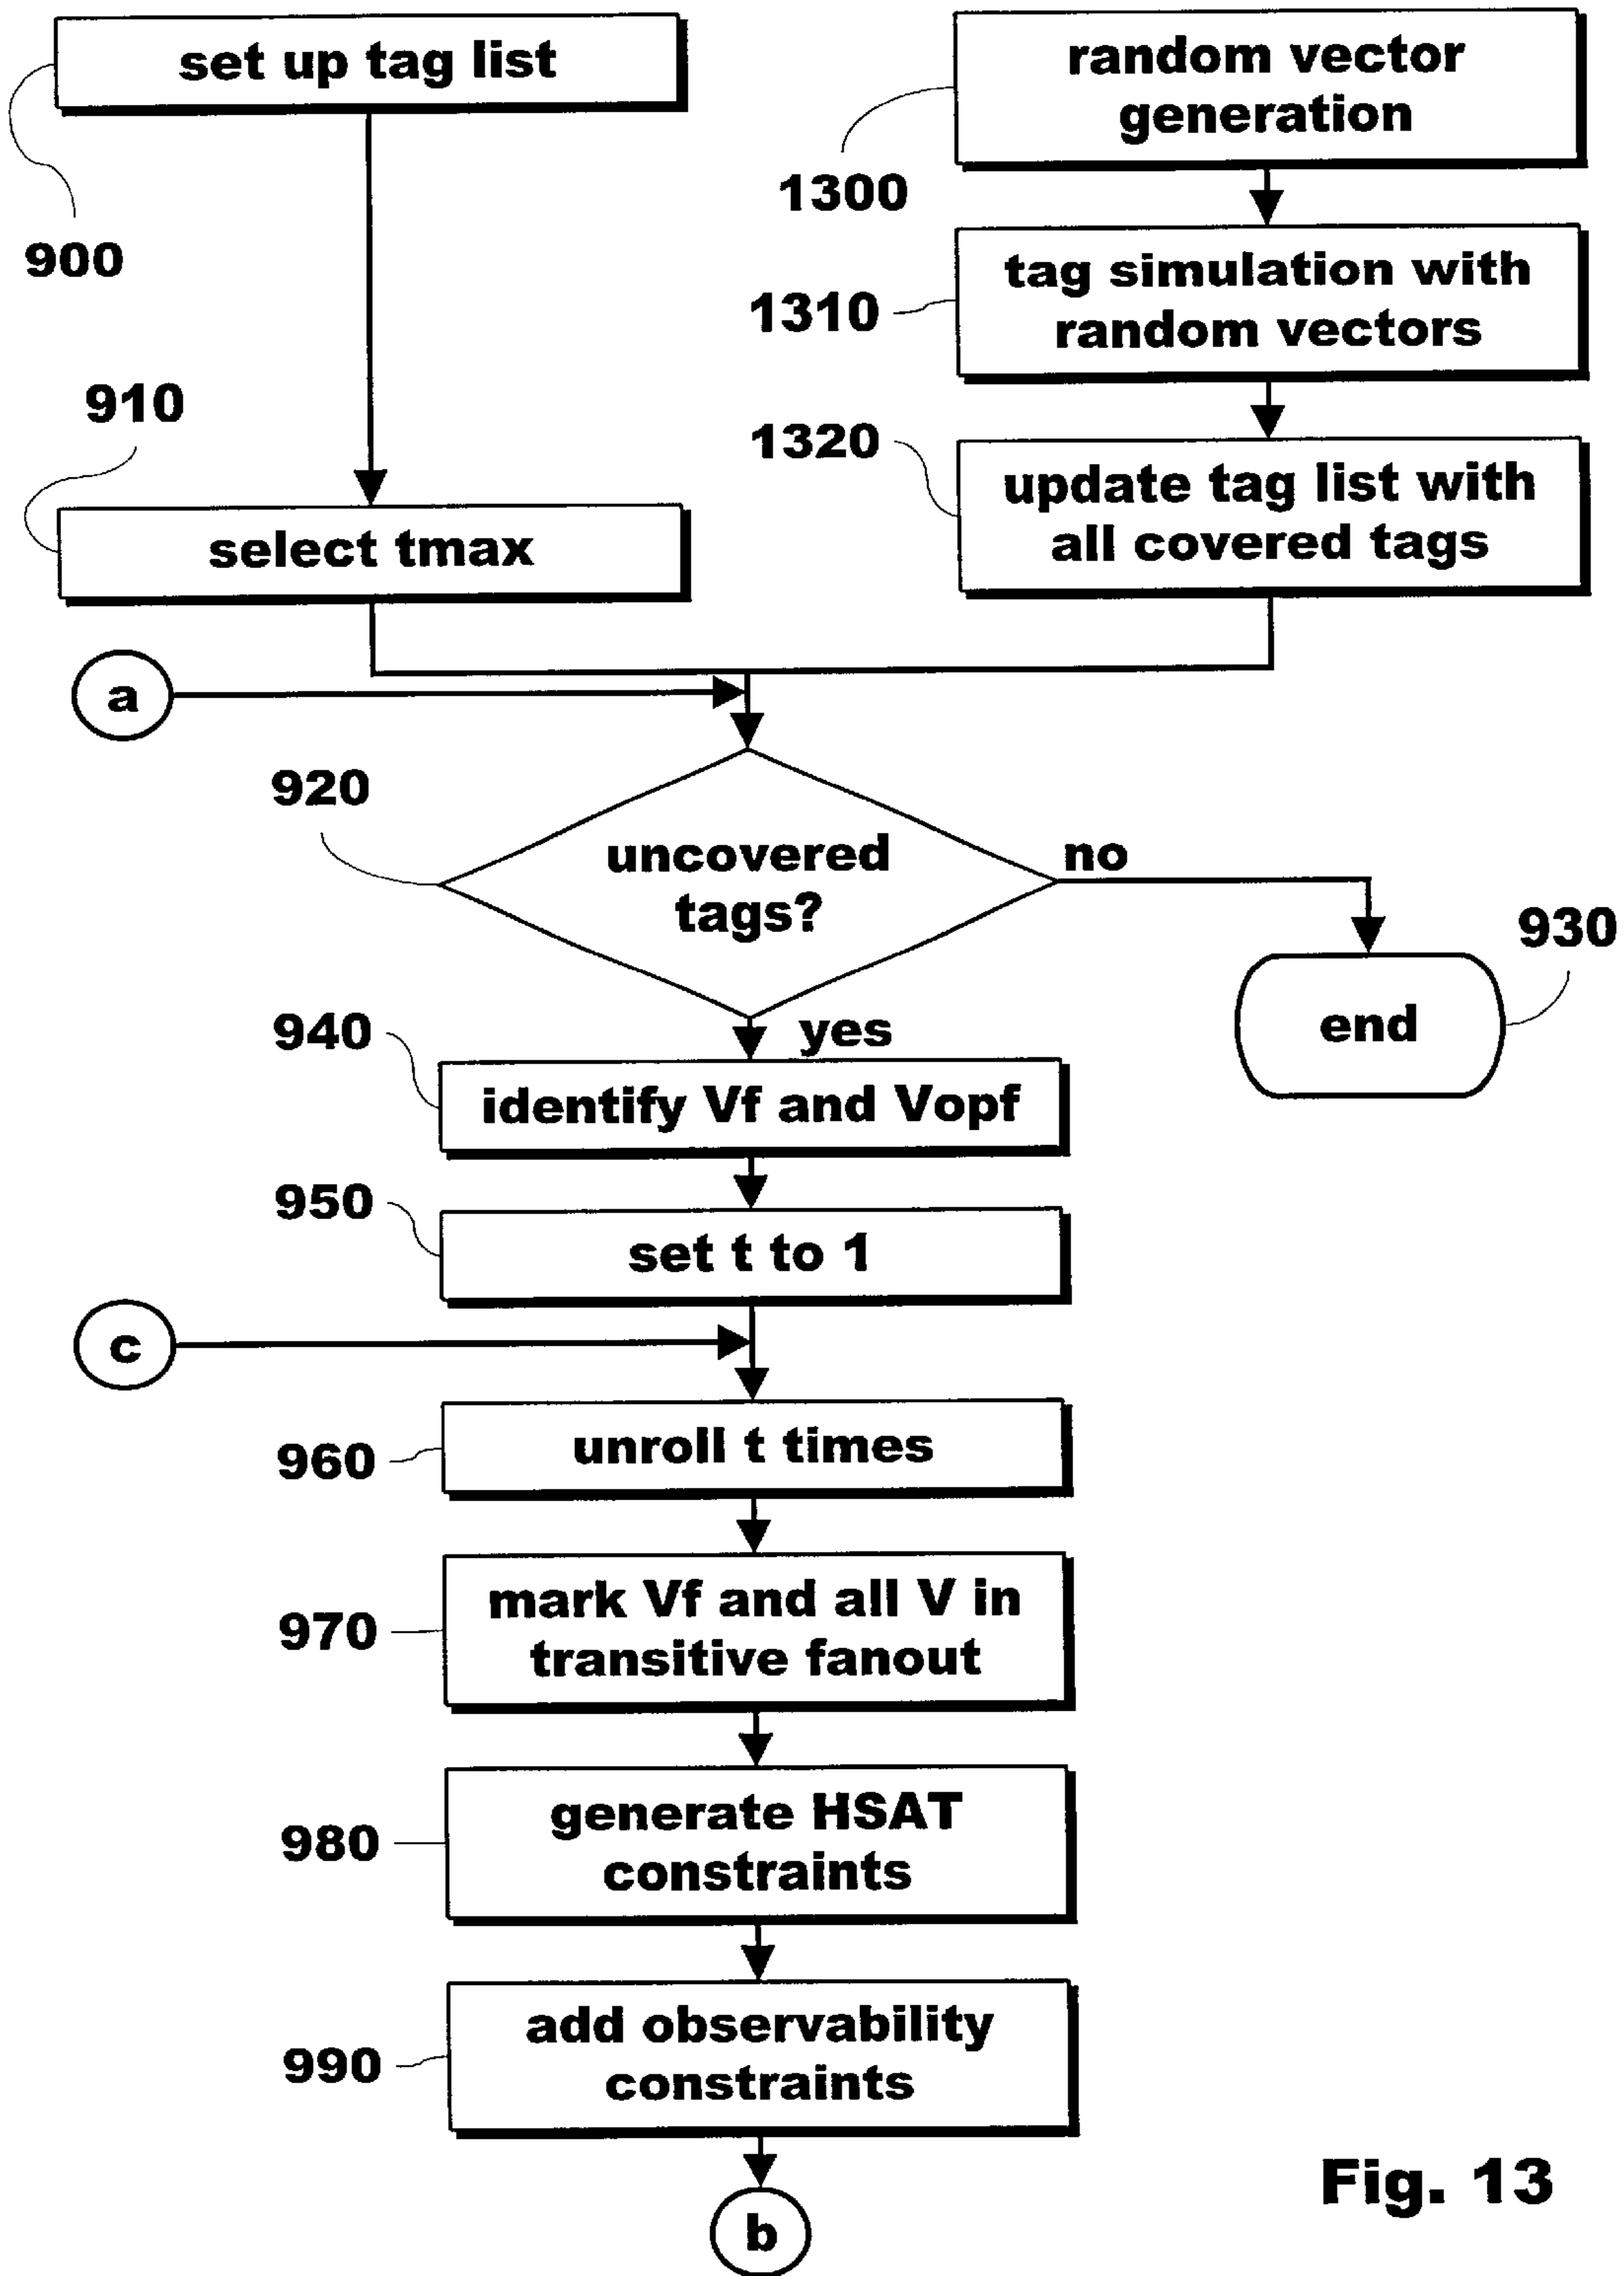 set up tag list
900
random vector
generation
1300
tag simulation with
random vectors
1310
910
select tmax
1320
update tag list with
all covered tags
a
920
uncovered
tags?
no
930
end
yes
940
identify Vf and Vopf
950
set t to 1
c
960
unroll t times
970
mark Vf and all V in
transitive fanout
980
generate HSAT
constraints
990
add observability
constraints
b
Fig. 13